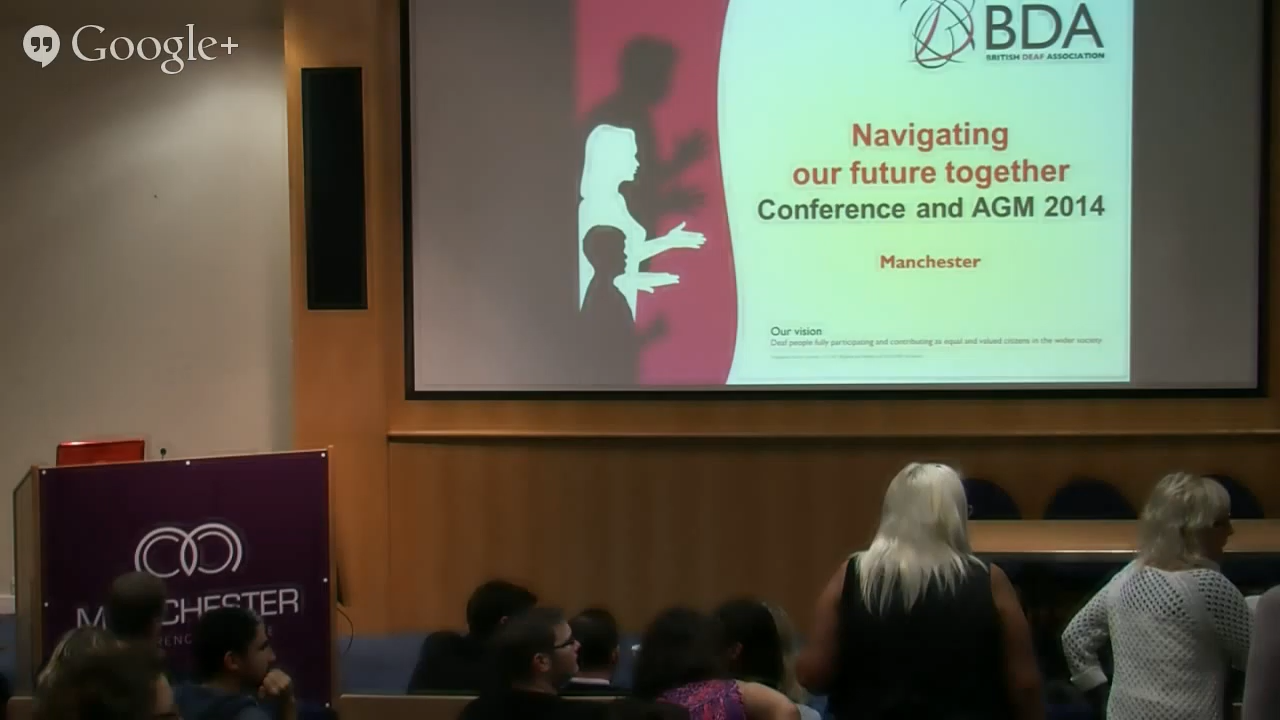 Google+
BDA
BRITISH DEAF ASSOCIATION
Navigating
our future together
Conference and AGM 2014
Manchester
Our vision
Deaf people fully participating and contributing as equal and valued citizens in the wider society
M CHESTER